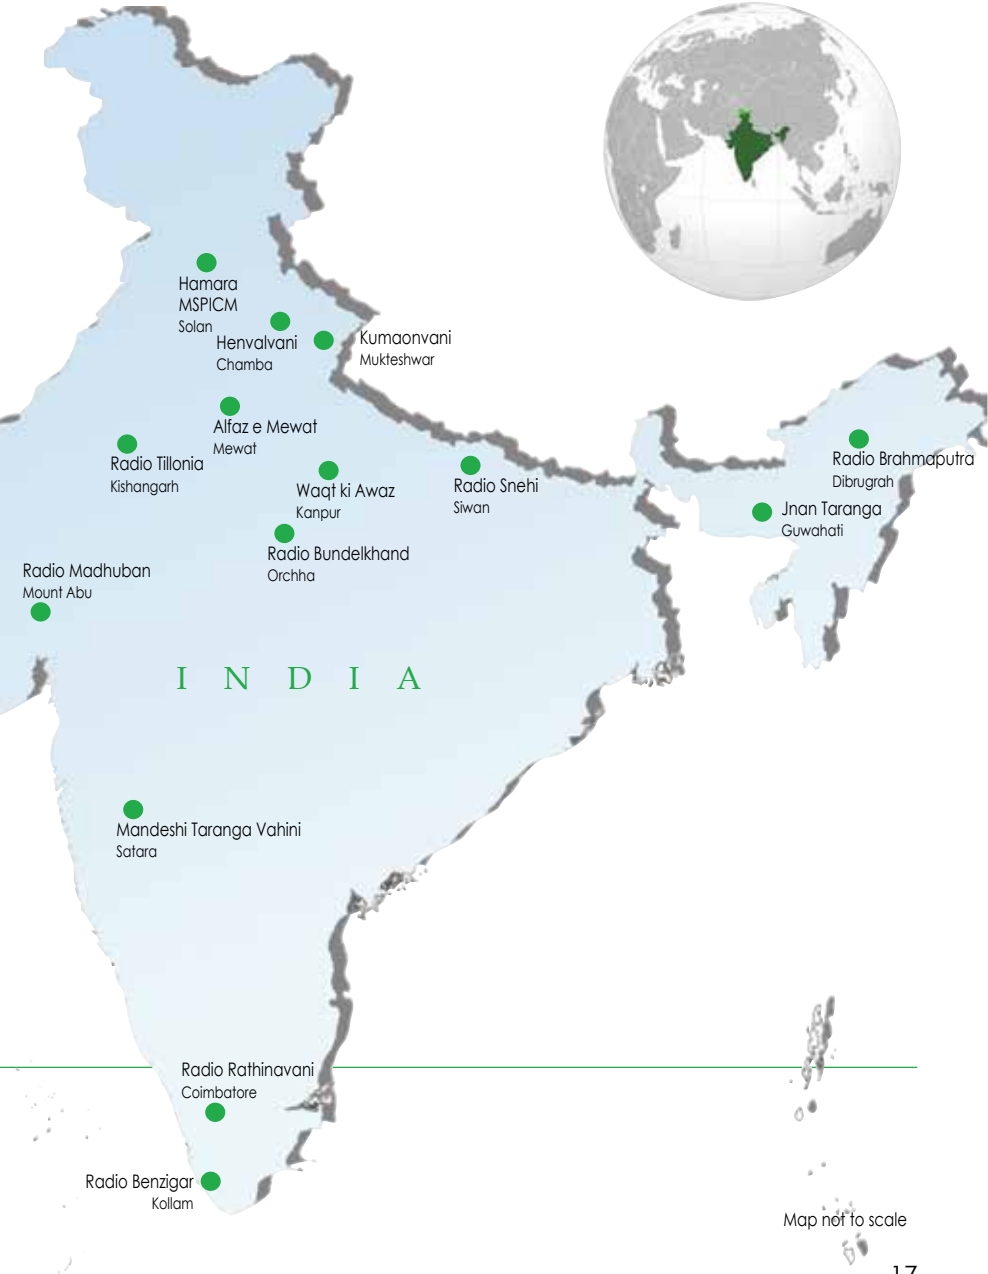 Hamara
MSPICM
Solan
Henvalvani
Chamba
Kumaonvani
Mukteshwar
Alfaz e Mewat
Mewat
Radio Tillonia
Kishangarh
Waqt ki Awaz
Kanpur
Radio Snehi
Siwan
Radio Brahmaputra
Dibrugrah
Jnan Taranga
Guwahati
Radio Bundelkhand
Orchha
Radio Madhuban
Mount Abu
I N D I A
Mandeshi Taranga Vahini
Satara
Radio Rathinavani
Coimbatore
Radio Benzigar
Kollam
Map not to scale
17